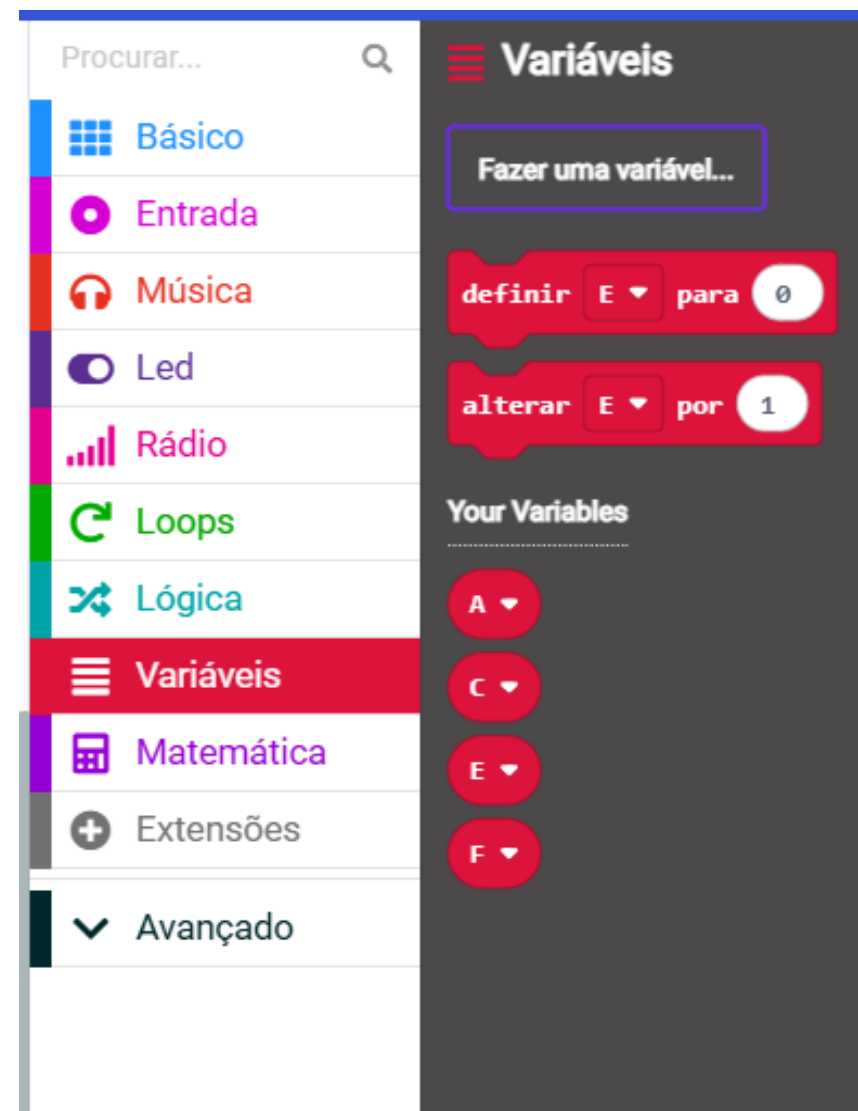 Procurar...
Básico
Entrada
Música
Led
Rádio
Loops
Lógica
Variáveis
Matemática
Extensões
Avançado
Variáveis
Fazer uma variável...
definir E para 0
alterar E por 1
Your Variables
A
C
E
F